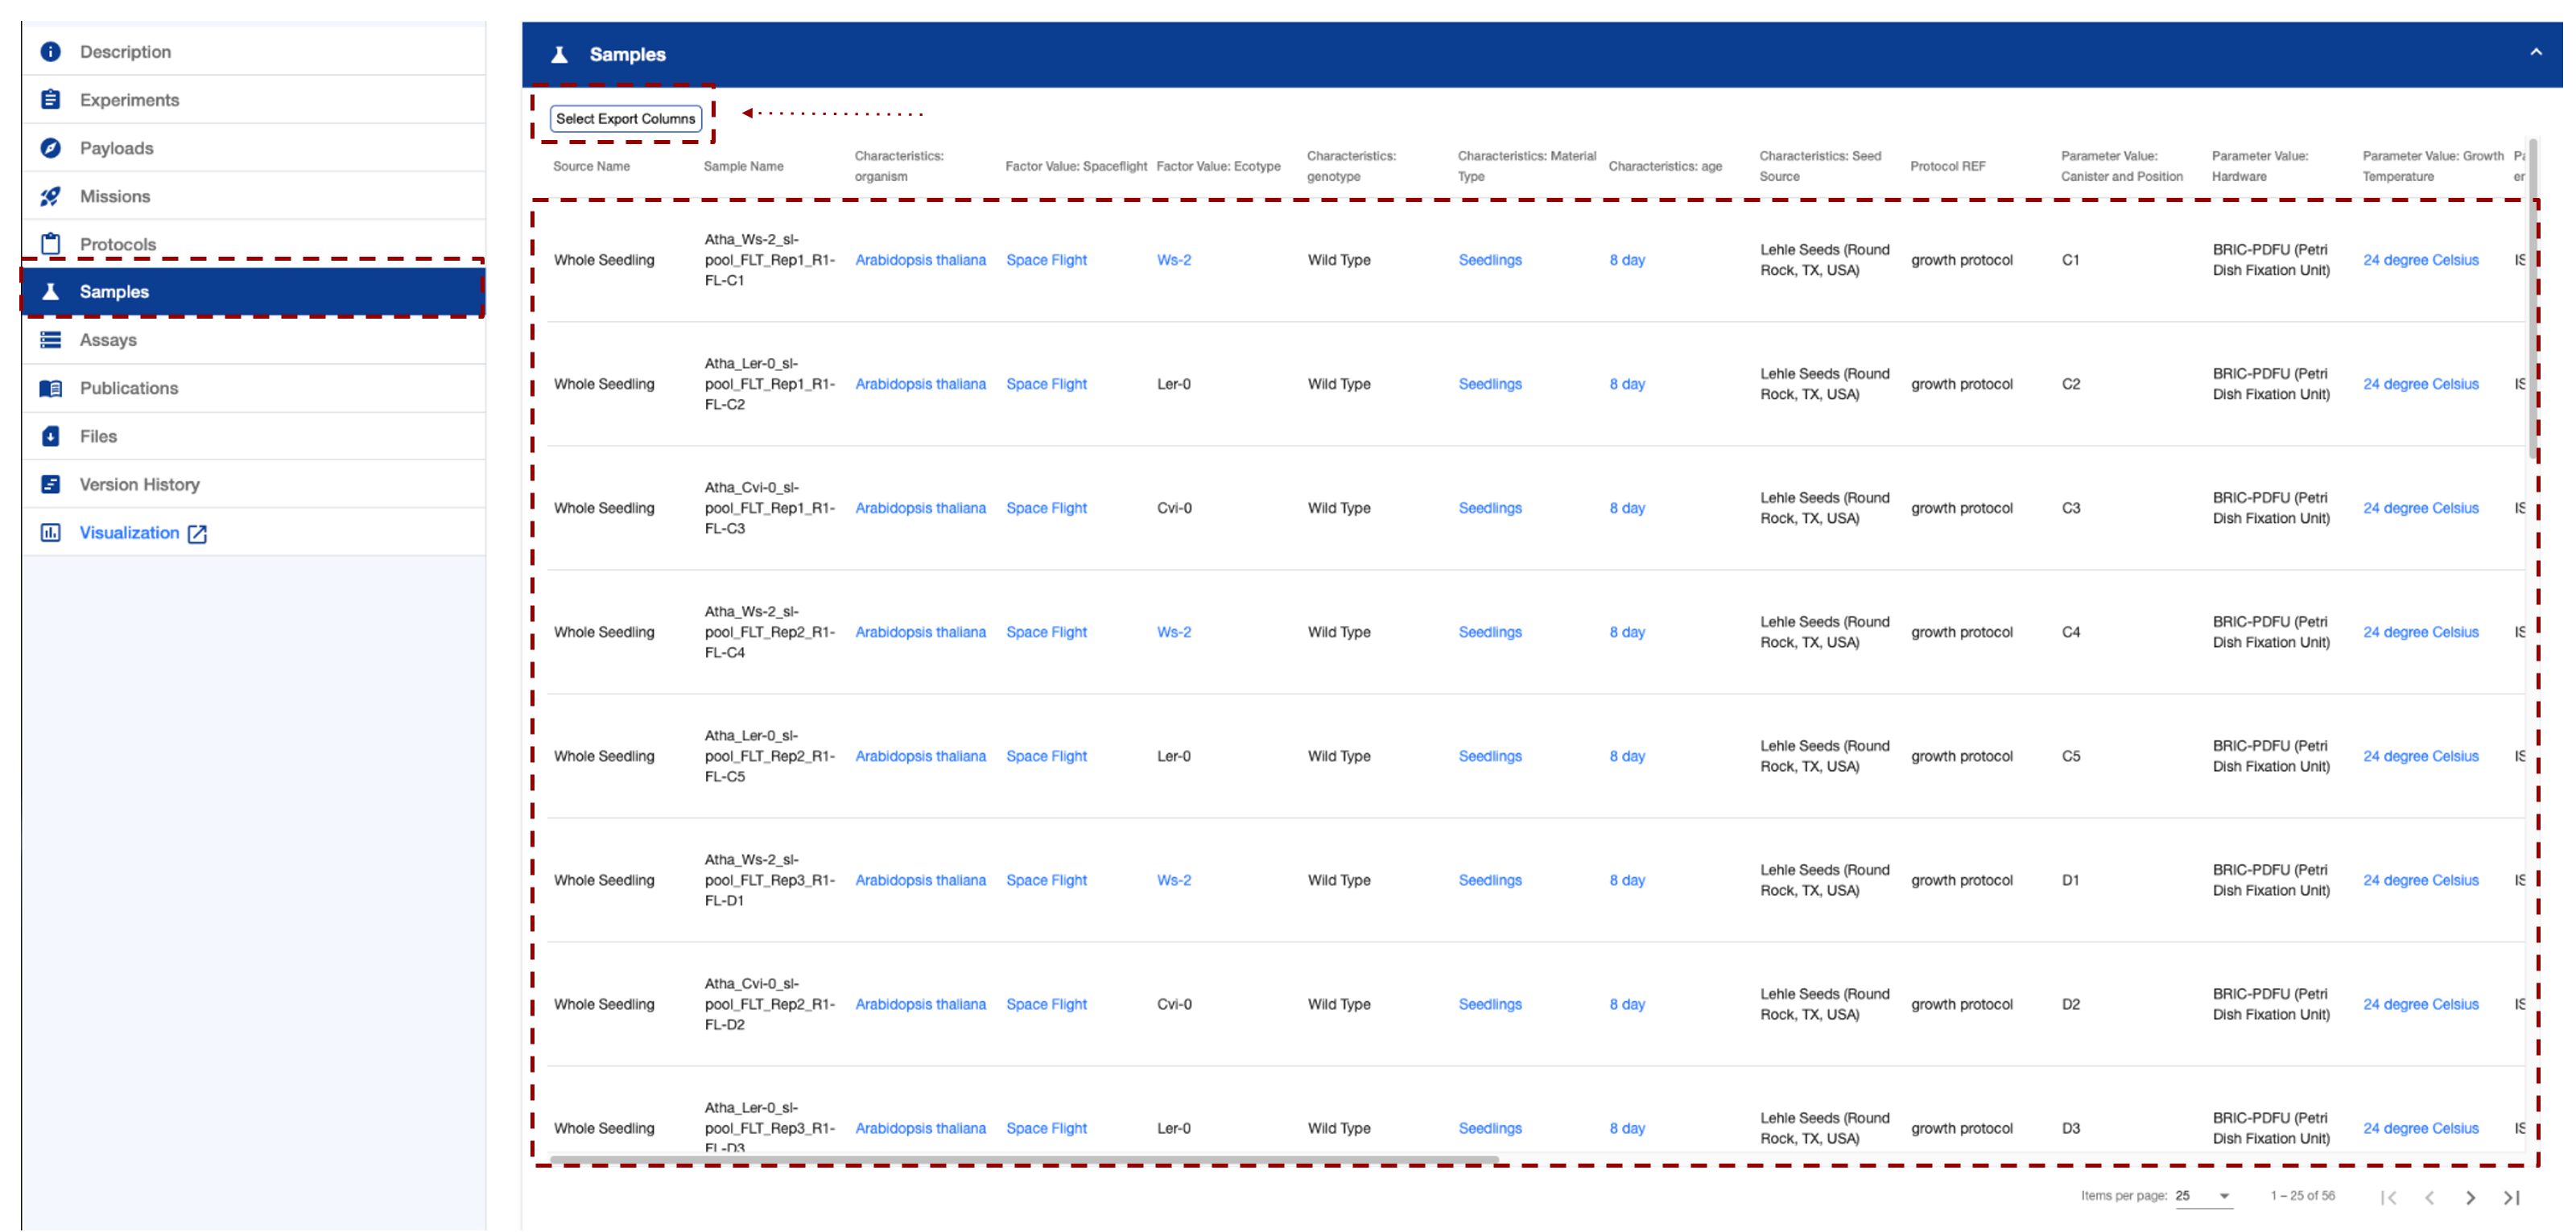 Description
Experiments
Payloads
Missions
Protocols
Samples
Assays
Publications
Files
Version History
Visualization
Samples
Select Export Columns
Source Name
Sample Name
Characteristics:
organism
Factor Value: Spaceflight
Factor Value: Ecotype
Characteristics:
genotype
Characteristics: Material
Type
Characteristics: age
Characteristics: Seed
Source
Protocol REF
Parameter Value:
Canister and Position
Parameter Value:
Hardware
Parameter Value: Growth
Temperature
Whole Seedling
Atha_Ws-2_sl-
pool_FLT_Rep1_R1-
FL-C1
Arabidopsis thaliana
Space Flight
Ws-2
Wild Type
Seedlings
8 day
Lehle Seeds (Round
Rock, TX, USA)
growth protocol
C1
BRIC-PDFU (Petri
Dish Fixation Unit)
24 degree Celsius
Whole Seedling
Atha_Ler-0_sl-
pool_FLT_Rep1_R1-
FL-C2
Arabidopsis thaliana
Space Flight
Ler-0
Wild Type
Seedlings
8 day
Lehle Seeds (Round
Rock, TX, USA)
growth protocol
C2
BRIC-PDFU (Petri
Dish Fixation Unit)
24 degree Celsius
Whole Seedling
Atha_Cvi-0_sl-
pool_FLT_Rep1_R1-
FL-C3
Arabidopsis thaliana
Space Flight
Cvi-0
Wild Type
Seedlings
8 day
Lehle Seeds (Round
Rock, TX, USA)
growth protocol
C3
BRIC-PDFU (Petri
Dish Fixation Unit)
24 degree Celsius
Whole Seedling
Atha_Ws-2_sl-
pool_FLT_Rep2_R1-
FL-C4
Arabidopsis thaliana
Space Flight
Ws-2
Wild Type
Seedlings
8 day
Lehle Seeds (Round
Rock, TX, USA)
growth protocol
C4
BRIC-PDFU (Petri
Dish Fixation Unit)
24 degree Celsius
Whole Seedling
Atha_Ler-0_sl-
pool_FLT_Rep2_R1-
FL-C5
Arabidopsis thaliana
Space Flight
Ler-0
Wild Type
Seedlings
8 day
Lehle Seeds (Round
Rock, TX, USA)
growth protocol
C5
BRIC-PDFU (Petri
Dish Fixation Unit)
24 degree Celsius
Whole Seedling
Atha_Ws-2_sl-
pool_FLT_Rep3_R1-
FL-D1
Arabidopsis thaliana
Space Flight
Ws-2
Wild Type
Seedlings
8 day
Lehle Seeds (Round
Rock, TX, USA)
growth protocol
D1
BRIC-PDFU (Petri
Dish Fixation Unit)
24 degree Celsius
Whole Seedling
Atha_Cvi-0_sl-
pool_FLT_Rep2_R1-
FL-D2
Arabidopsis thaliana
Space Flight
Cvi-0
Wild Type
Seedlings
8 day
Lehle Seeds (Round
Rock, TX, USA)
growth protocol
D2
BRIC-PDFU (Petri
Dish Fixation Unit)
24 degree Celsius
Whole Seedling
Atha_Ler-0_sl-
pool_FLT_Rep3_R1-
FL-D3
Arabidopsis thaliana
Space Flight
Ler-0
Wild Type
Seedlings
8 day
Lehle Seeds (Round
Rock, TX, USA)
growth protocol
D3
BRIC-PDFU (Petri
Dish Fixation Unit)
24 degree Celsius
Items per page: 25
1 – 25 of 56